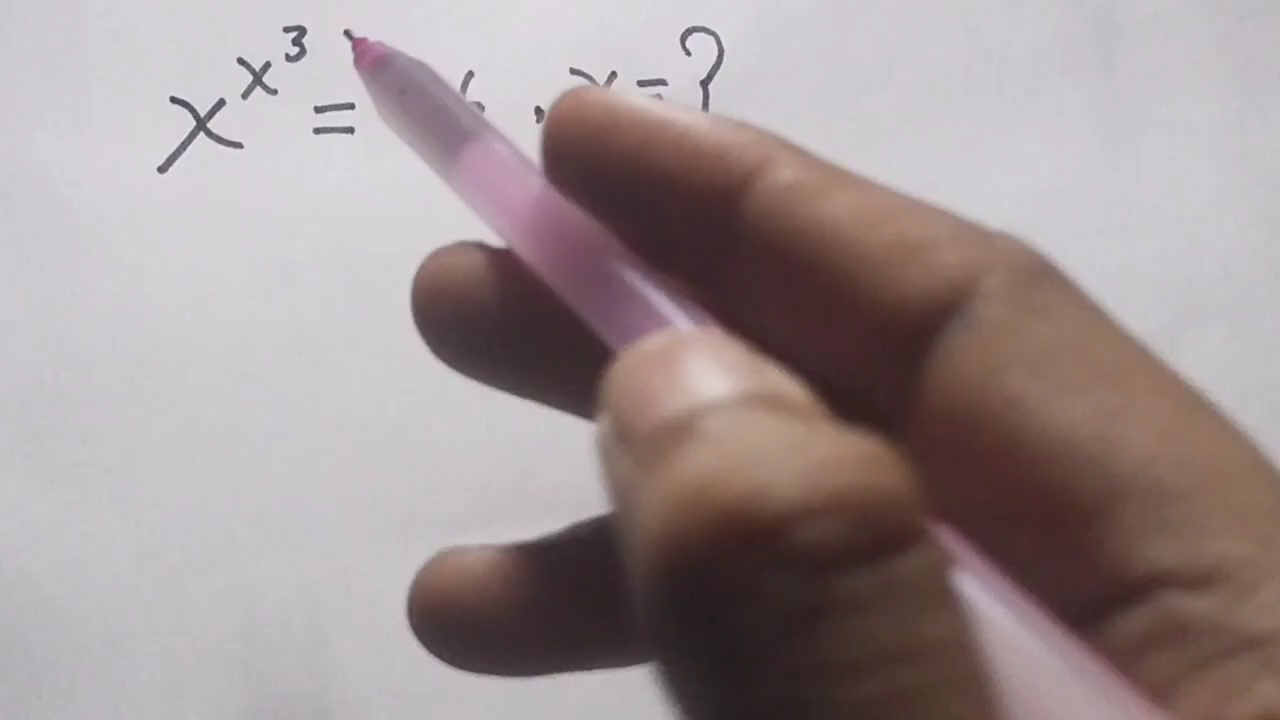 x^{x^3} = , x = ?